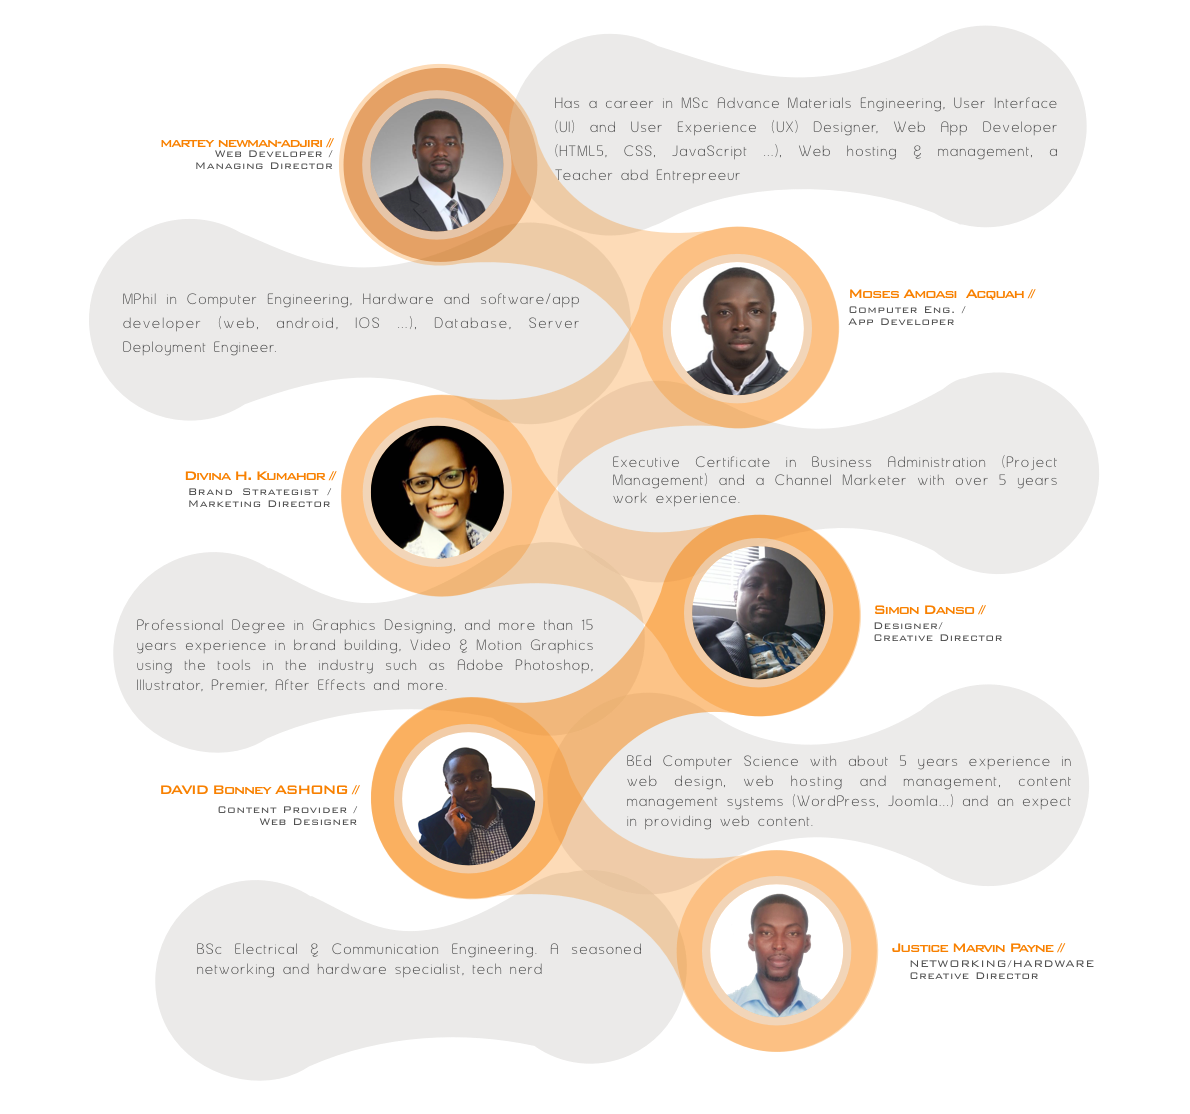 MARTEY NEWMAN-ADJIRI //
WEB DEVELOPER /
MANAGING DIRECTOR
Has a career in MSc Advance Materials Engineering, User Interface
(UI) and User Experience (UX) Designer, Web App Developer
(HTML5, CSS, JavaScript ...), Web hosting & management, a
Teacher abd Entrepreeur
MOSES AMOASI ACQUAH //
COMPUTER ENG. /
APP DEVELOPER
MPhil in Computer Engineering, Hardware and software/app
developer (web, android, IOS ...), Database, Server
Deployment Engineer.
DIVINA H. KUMAHOR //
BRAND STRATEGIST /
MARKETING DIRECTOR
Executive Certificate in Business Administration (Project
Management) and a Channel Marketer with over 5 years
work experience.
SIMON DANSO //
DESIGNER/
CREATIVE DIRECTOR
Professional Degree in Graphics Designing, and more than 15
years experience in brand building, Video & Motion Graphics
using the tools in the industry such as Adobe Photoshop,
Illustrator, Premier, After Effects and more.
DAVID BONNEY ASHONG //
CONTENT PROVIDER /
WEB DESIGNER
BEd Computer Science with about 5 years experience in
web design, web hosting and management, content
management systems (WordPress, Joomla...) and an expect
in providing web content.
JUSTICE MARVIN PAYNE //
NETWORKING/HARDWARE
CREATIVE DIRECTOR
BSc Electrical & Communication Engineering. A seasoned
networking and hardware specialist, tech nerd